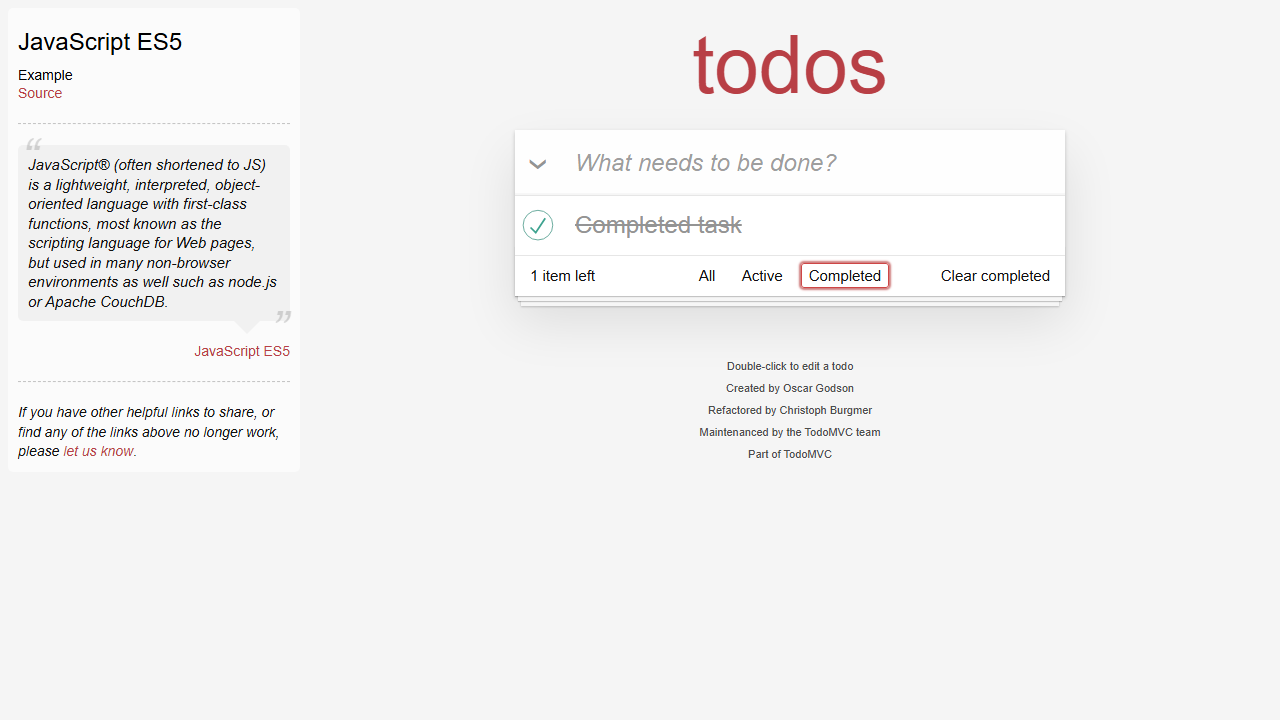 JavaScript ES5
Example
Source
“
JavaScript® (often shortened to JS)
is a lightweight, interpreted, object-
oriented language with first-class
functions, most known as the
scripting language for Web pages,
but used in many non-browser
environments as well such as node.js
or Apache CouchDB.
”
JavaScript ES5
If you have other helpful links to share, or
find any of the links above no longer work,
please let us know.
todos
What needs to be done?
Completed task
1 item left All Active Completed Clear completed
Double-click to edit a todo
Created by Oscar Godson
Refactored by Christoph Burgmer
Maintenanced by the TodoMVC team
Part of TodoMVC